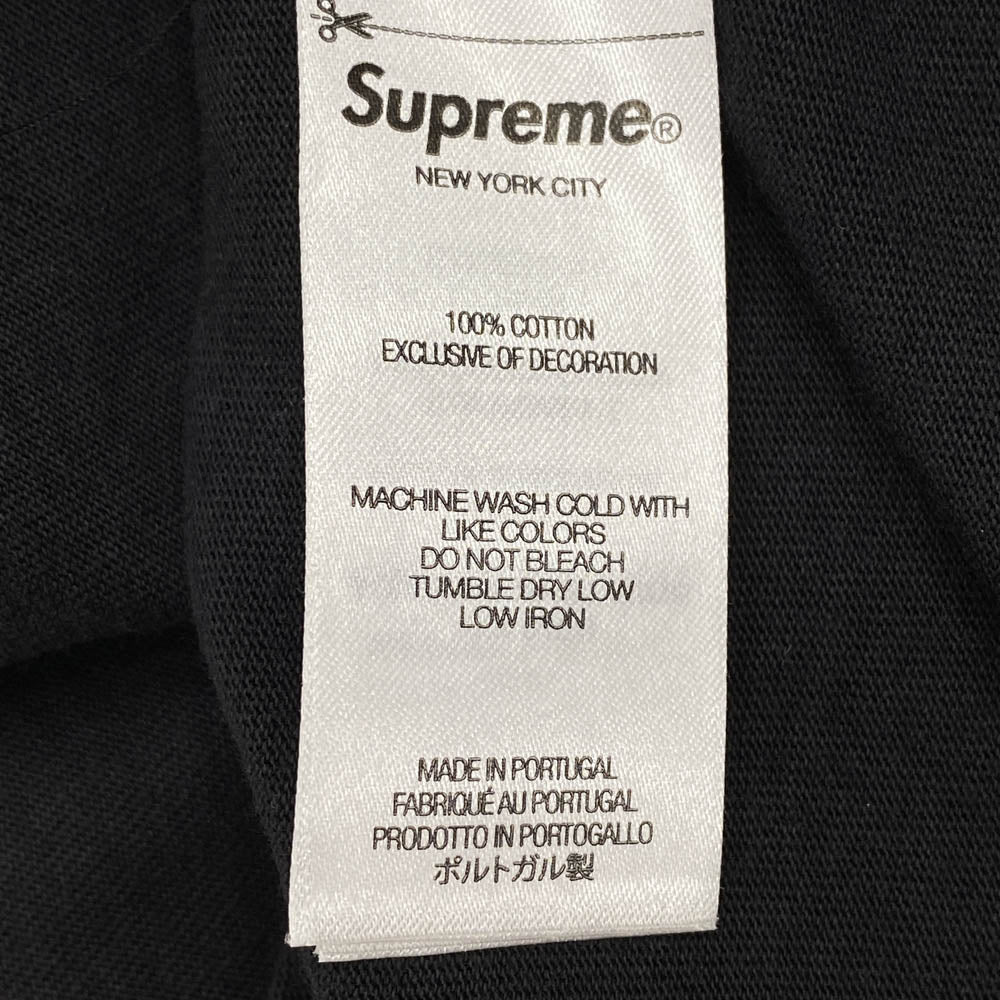 Supreme®
NEW YORK CITY
100% COTTON
EXCLUSIVE OF DECORATION
MACHINE WASH COLD WITH
LIKE COLORS
DO NOT BLEACH
TUMBLE DRY LOW
LOW IRON
MADE IN PORTUGAL
FABRIQUÉ AU PORTUGAL
PRODOTTO IN PORTOGALLO
ポルトガル製